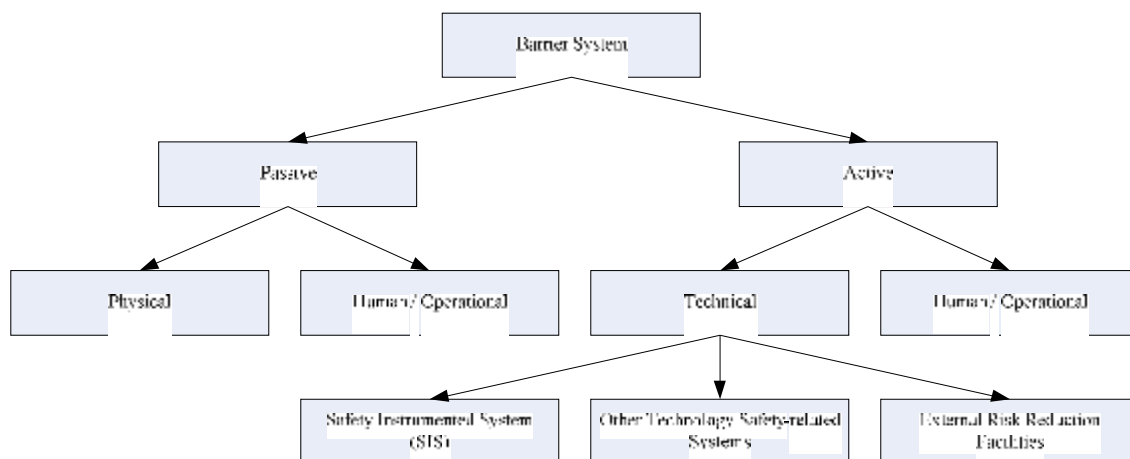 Barrier System
Passive
Active
Physical
Human / Operational
Technical
Human / Operational
Safety Instrumented System
(SIS)
Other Technology Safety-related
Systems
External Risk Reduction
Facilities